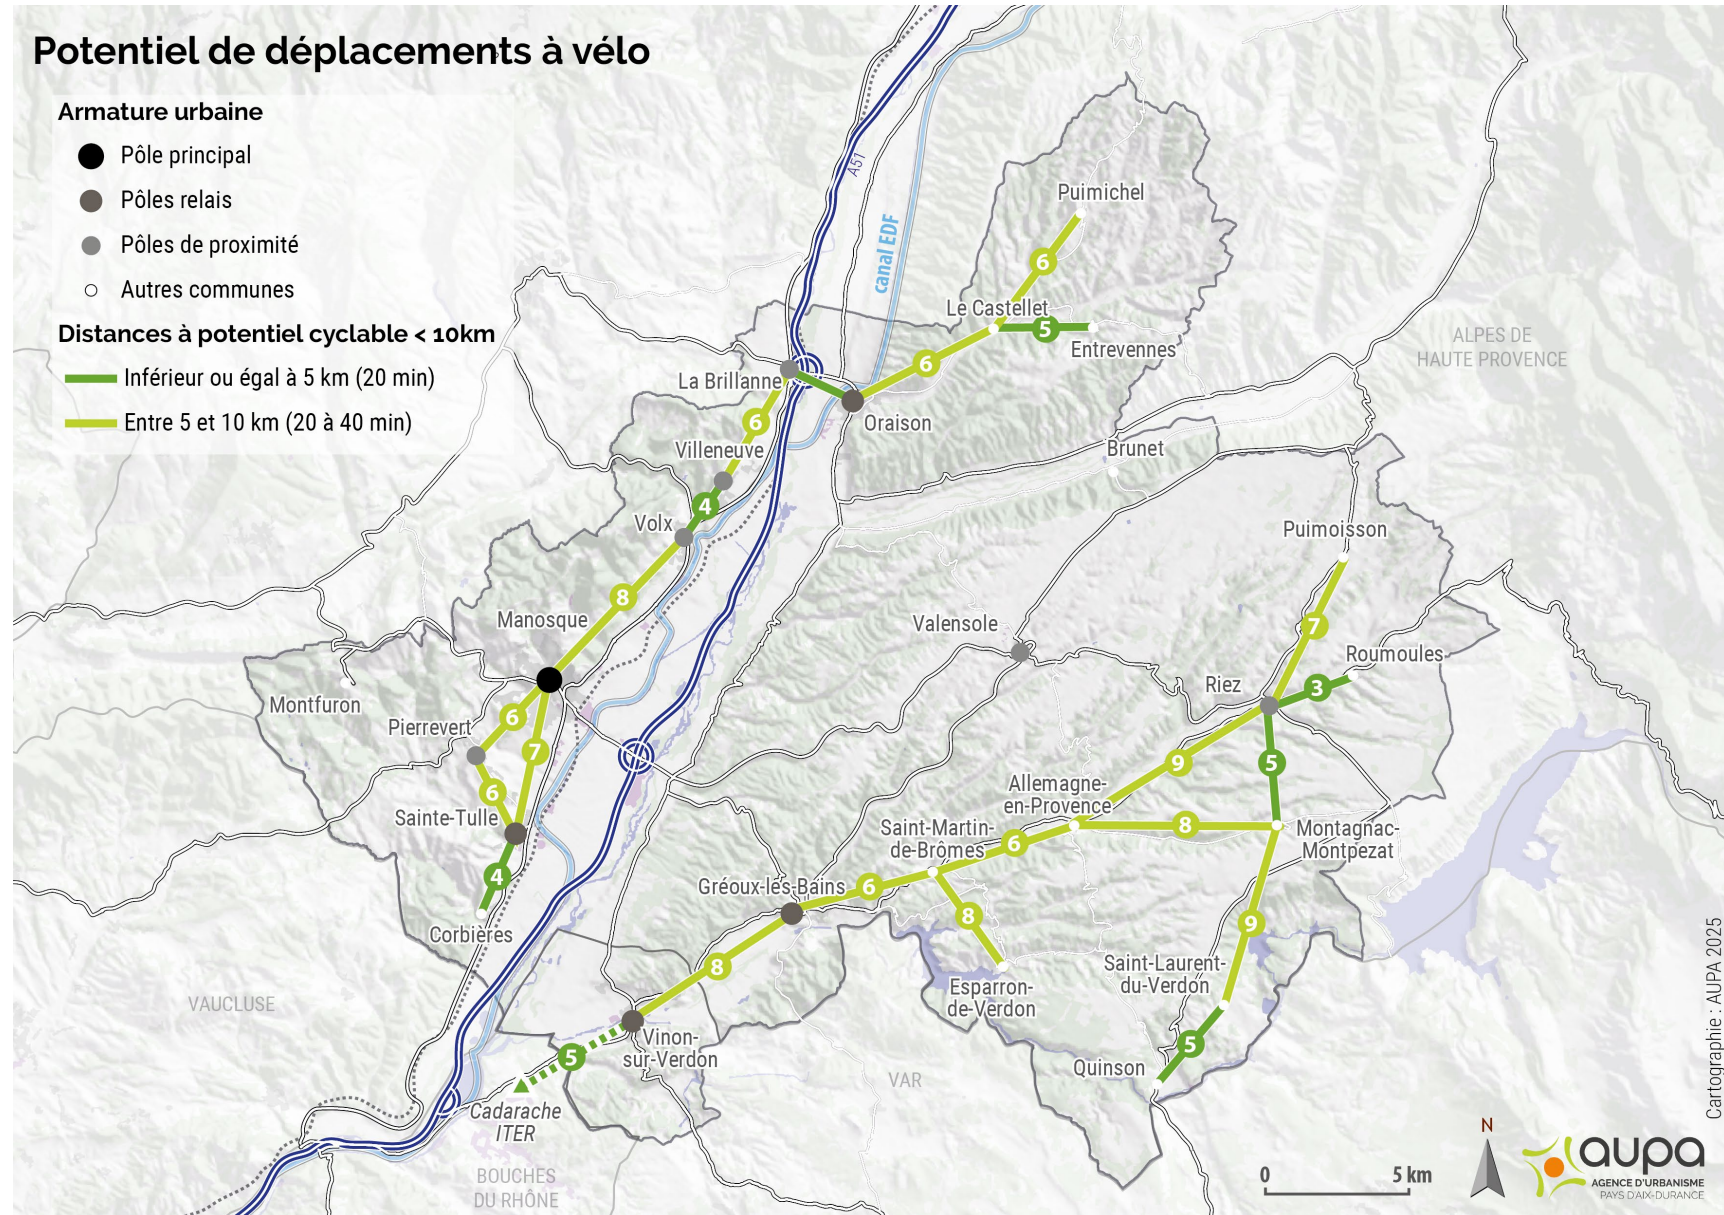 Potentiel de déplacements à vélo
Armature urbaine
Pôle principal
Pôles relais
Pôles de proximité
Autres communes
Distances à potentiel cyclable < 10km
Inférieur ou égal à 5 km (20 min)
Entre 5 et 10 km (20 à 40 min)
A51
canal EDF
Puimichel
6
Le Castellet
5
Entrevennes
ALPES DE
HAUTE PROVENCE
6
La Brillanne
Oraison
6
Villeneuve
Brunet
4
Volx
Puimoisson
8
Manosque
Valensole
7
Roumoules
Riez
3
Montfuron
Pierrevert
6
7
9
5
6
Allemagne-
en-Provence
Sainte-Tulle
Saint-Martin-
de-Brômes
6
8
Montagnac-
Montpezat
4
Gréoux-les-Bains
6
8
9
Corbières
8
Saint-Laurent-
du-Verdon
Esparron-
de-Verdon
VAUCLUSE
Vinon-
sur-Verdon
5
5
Quinson
VAR
Cadarache
ITER
BOUCHES
DU RHÔNE
0 5 km
N
aupa
AGENCE D'URBANISME
PAYS D'AIX-DURANCE
Cartographie : AUPA 2025